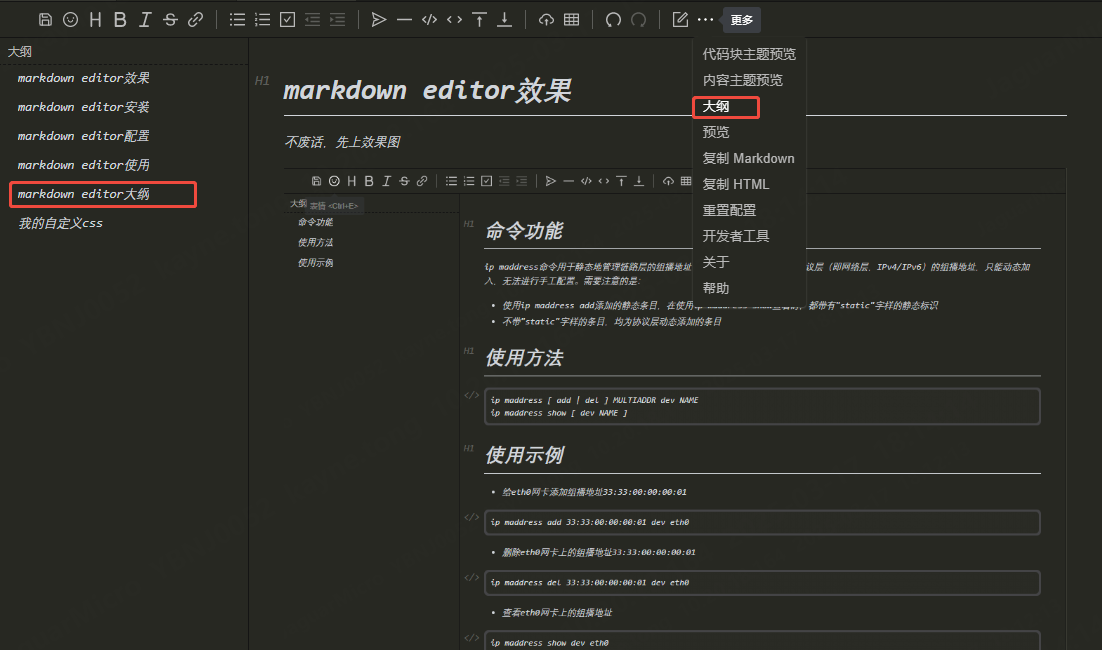 更多
大纲
markdown editor效果
markdown editor安装
markdown editor配置
markdown editor使用
markdown editor大纲
我的自定义css
代码块主题预览
内容主题预览
大纲
预览
复制 Markdown
复制 HTML
重置配置
开发者工具
关于
帮助
H1 markdown editor效果
不废话，先上效果图
大纲
表情 <Ctrl+E>
命令功能
使用方法
使用示例
H1 命令功能
ip maddress命令用于静态地管理链路层的组播地址 议层（即网络层，IPv4/IPv6）的组播地址，只能动态加
入，无法进行手工配置。需要注意的是：
• 使用ip maddress add添加的静态条目，在使用 都带有"static"字样的静态标识
• 不带"static"字样的条目，均为协议层动态添加的条目
H1 使用方法
</> ip maddress [ add | del ] MULTIADDR dev NAME
ip maddress show [ dev NAME ]
H1 使用示例
• 给eth0网卡添加组播地址33:33:00:00:00:01
</> ip maddress add 33:33:00:00:00:01 dev eth0
• 删除eth0网卡上的组播地址33:33:00:00:00:01
</> ip maddress del 33:33:00:00:00:01 dev eth0
• 查看eth0网卡上的组播地址
</> ip maddress show dev eth0